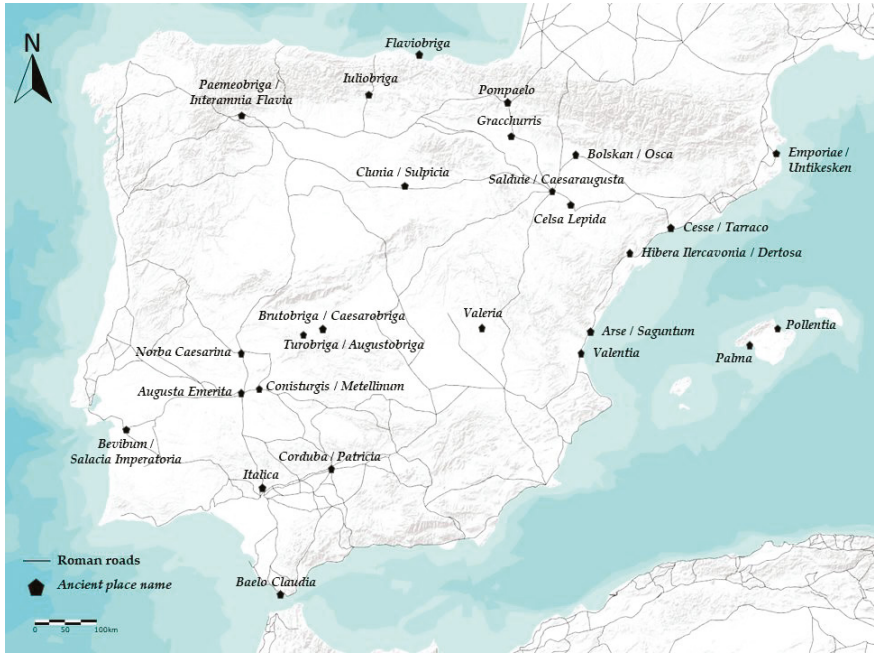 N
Flaviobriga
Paemeobriga /
Interamnia Flavia
Iuliobriga
Pompaelo
Gracchurris
Bolskan / Osca
Emporiae /
Untikesken
Clunia / Sulpicia
Salduie / Caesaraugusta
Celsa Lepida
Cesse / Tarraco
Hibera Ilercavonia / Dertosa
Brutobriga / Caesarobriga
Valeria
Arse / Saguntum
Pollentia
Turobriga / Augustobriga
Norba Caesarina
Valentia
Palma
Augusta Emerita
Conisturgis / Metellinum
Bevibum /
Salacia Imperatoria
Corduba / Patricia
Italica
Roman roads
Ancient place name
Baelo Claudia
0 50 100km